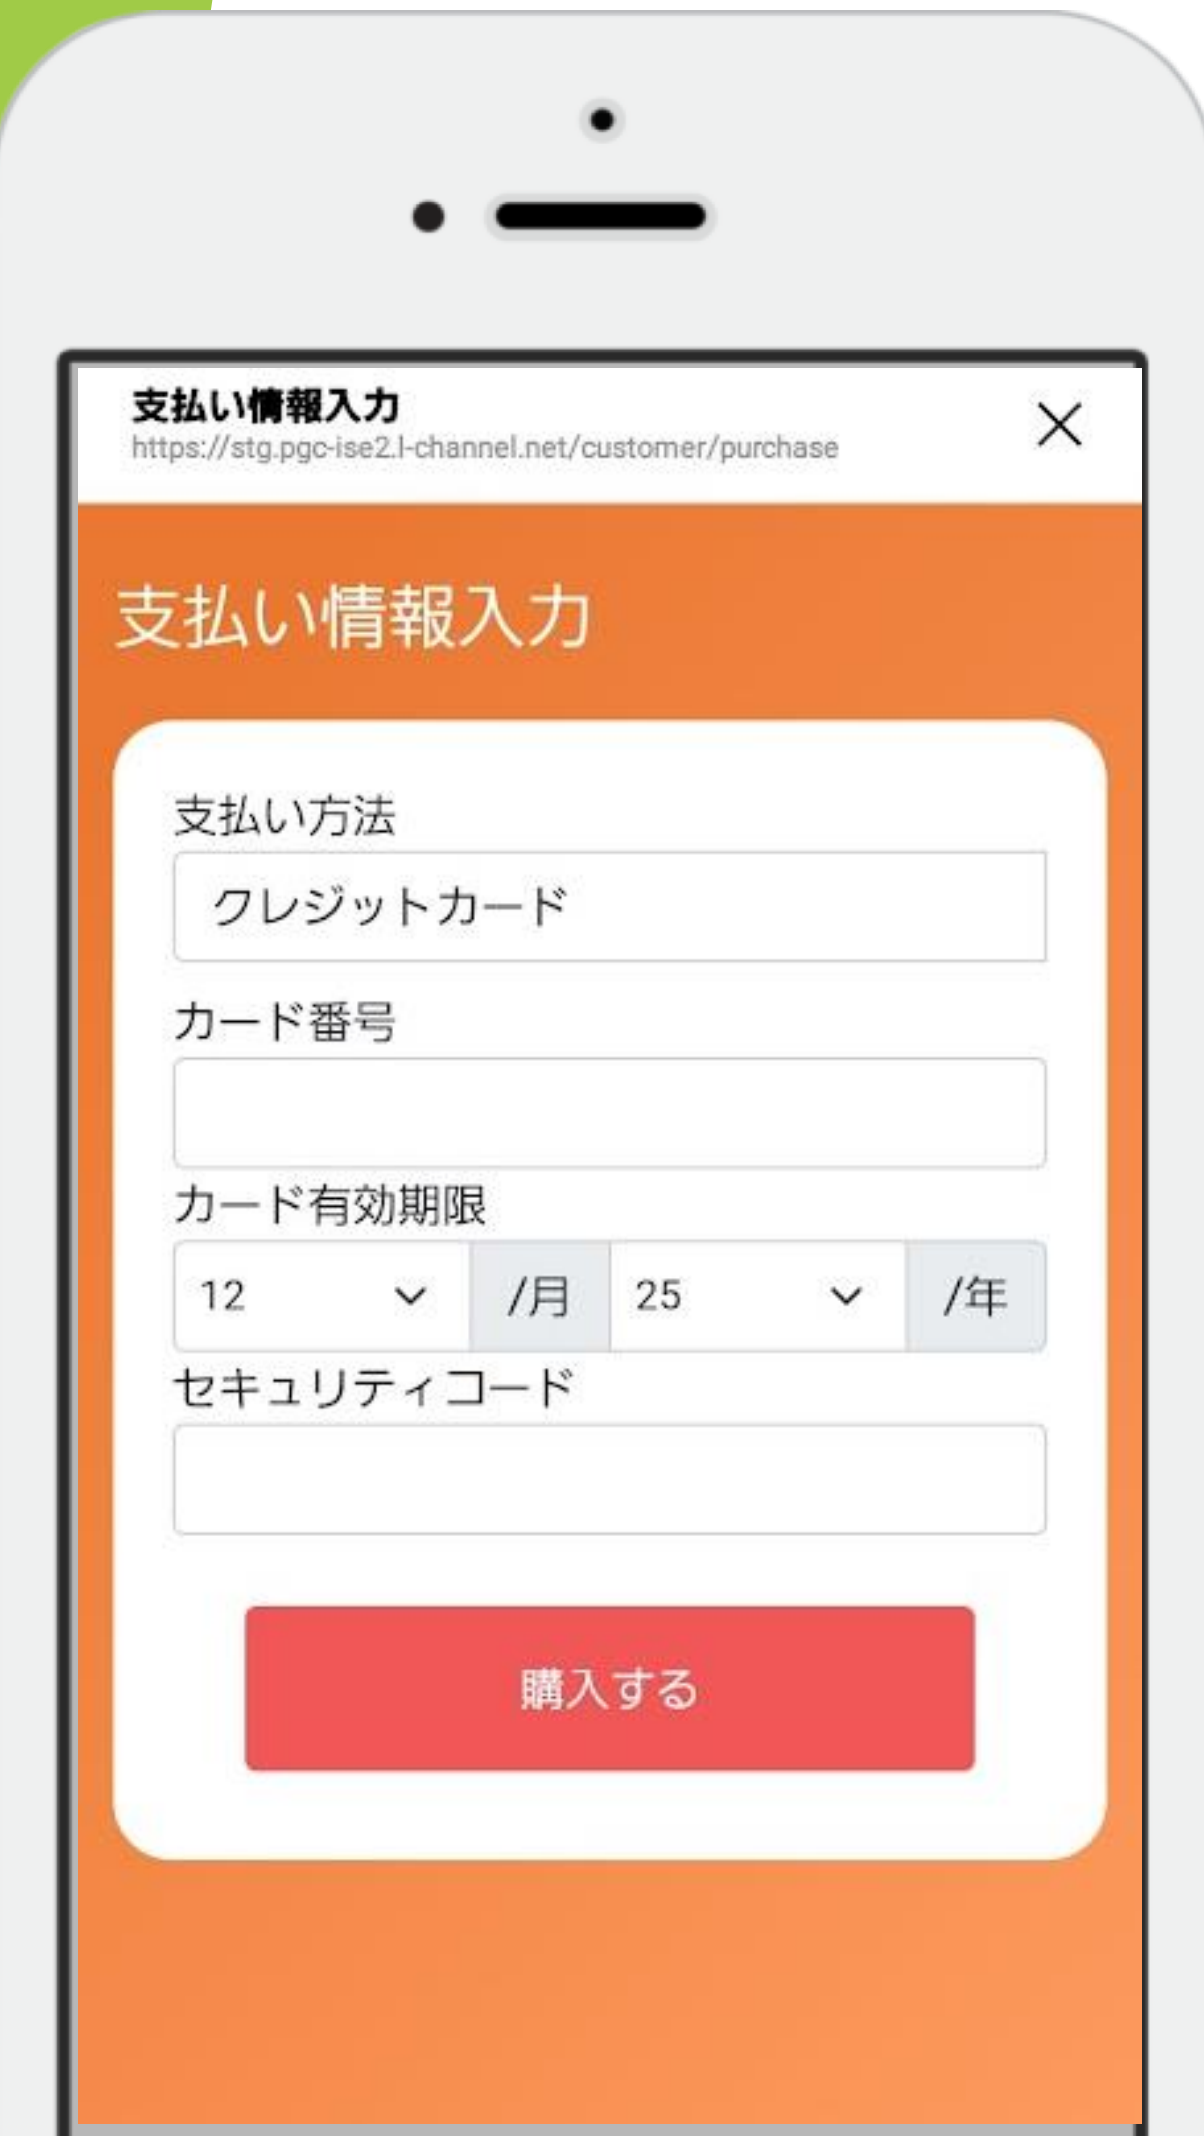 支払い情報入力
https://stg.pgc-ise2.l-channel.net/customer/purchase
支払い情報入力
支払い方法
クレジットカード
カード番号
カード有効期限
12 /月 25 /年
セキュリティコード
購入する